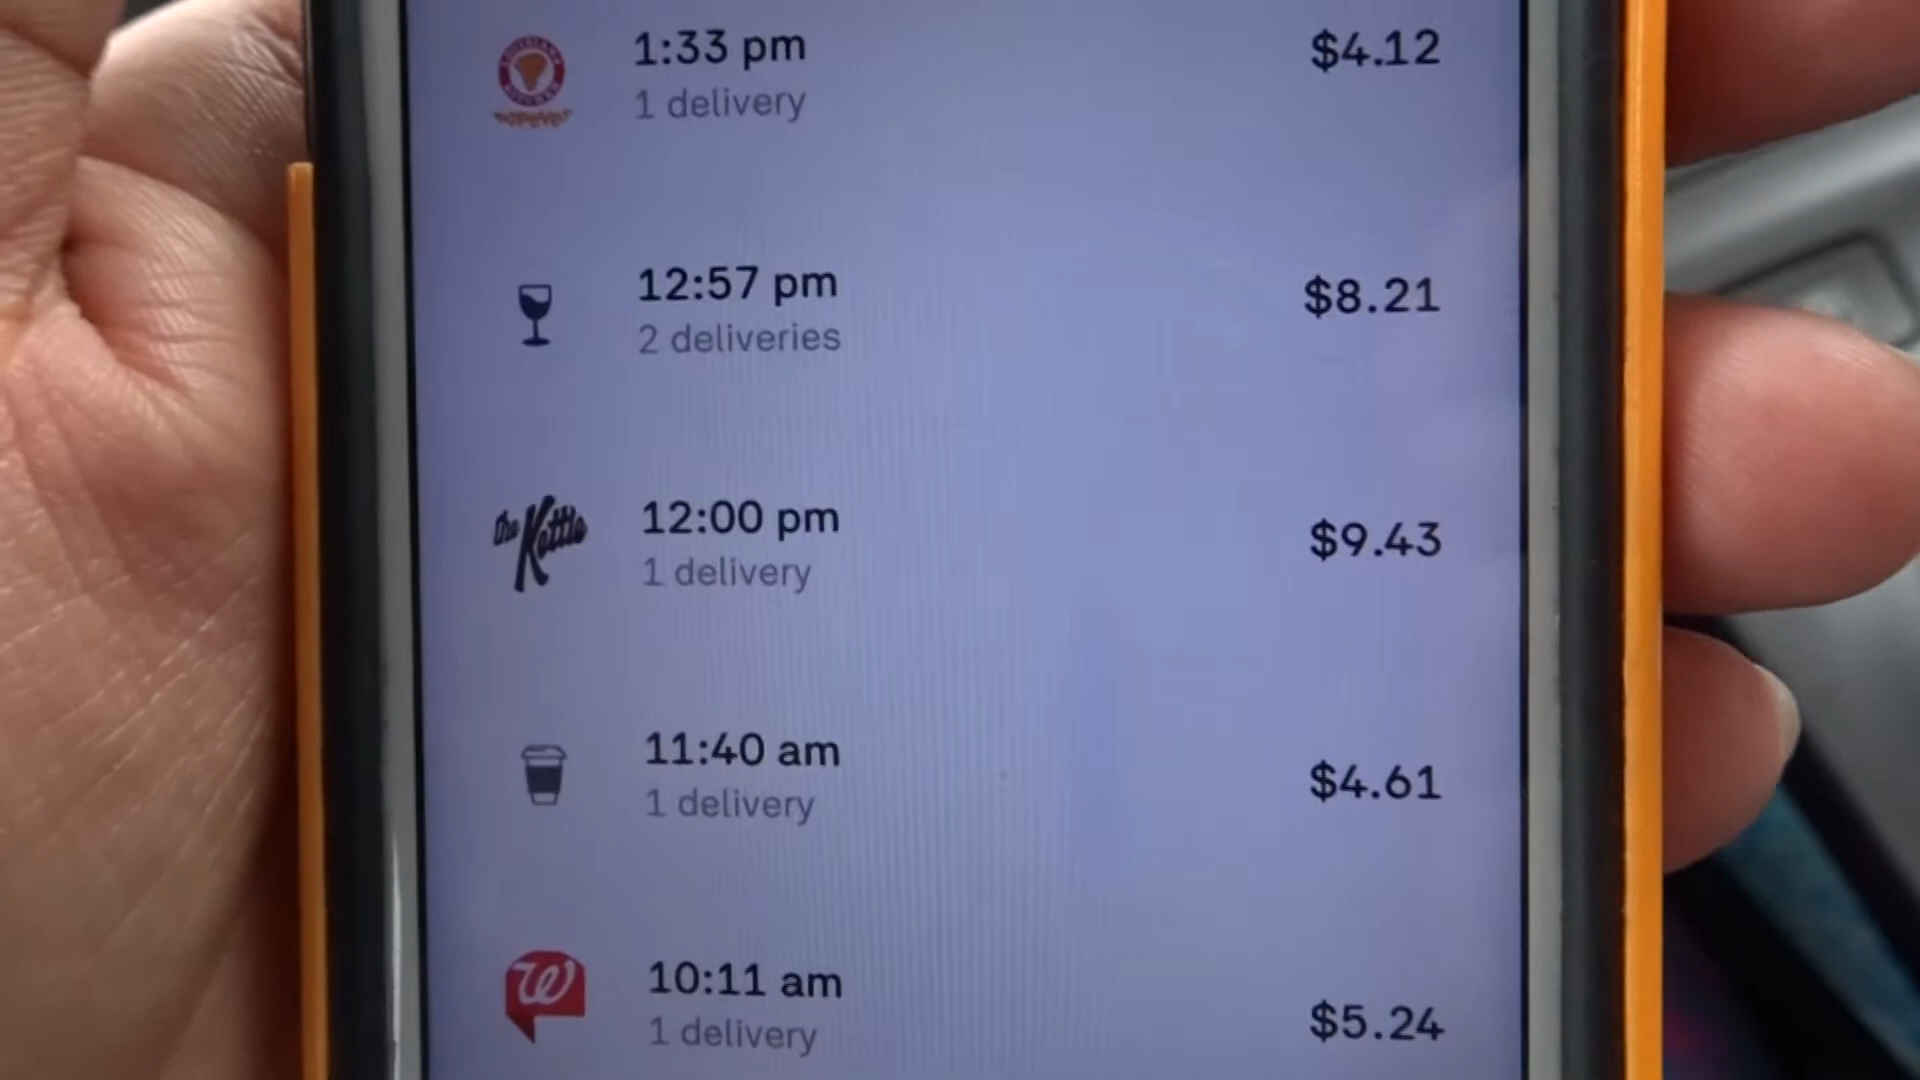 1:33 pm
$4.12
1 delivery
12:57 pm
$8.21
2 deliveries
the Kettle
12:00 pm
$9.43
1 delivery
11:40 am
$4.61
1 delivery
W
10:11 am
$5.24
1 delivery